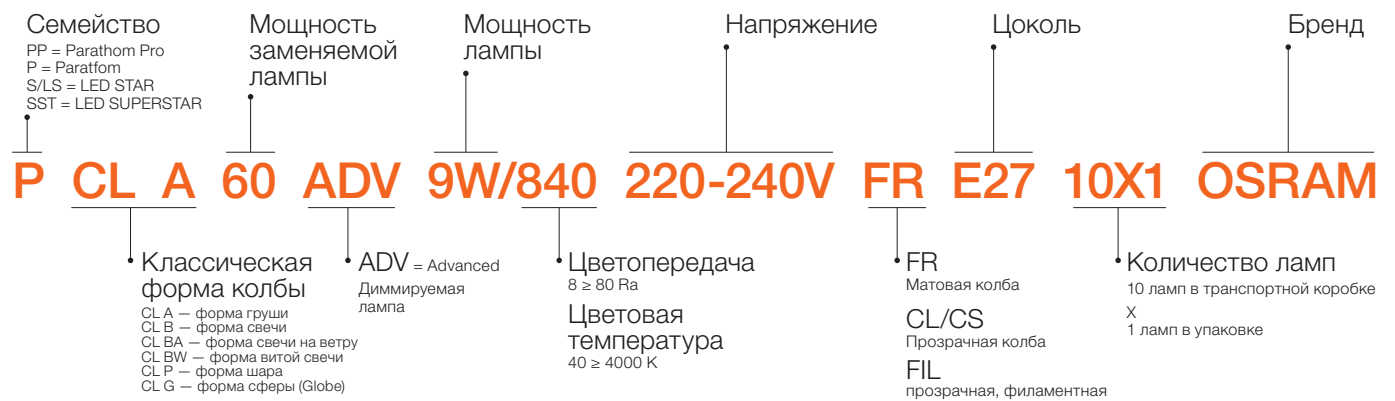 Семейство
PP = Parathom Pro
P = Paratfom
S/LS = LED STAR
SST = LED SUPERSTAR
Мощность
заменяемой
лампы
Мощность
лампы
Напряжение
Цоколь
Бренд
P CL A 60 ADV 9W/840 220-240V FR E27 10X1 OSRAM
Классическая
форма колбы
CL A — форма груши
CL B — форма свечи
CL BA — форма свечи на ветру
CL BW — форма витой свечи
CL P — форма шара
CL G — форма сферы (Globe)
ADV = Advanced
Диммируемая
лампа
Цветопередача
8 ≥ 80 Ra
Цветовая
температура
40 ≥ 4000 K
FR
Матовая колба
CL/CS
Прозрачная колба
FIL
прозрачная, филаментная
Количество ламп
10 ламп в транспортной коробке
X
1 ламп в упаковке